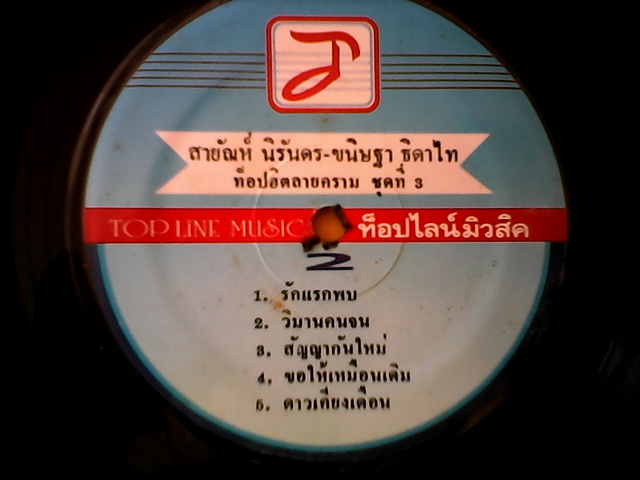 สายัณห์ นิรันดร-ขนิษฐา ธิดาไท
ท็อปฮิตลายคราม ชุดที่ 3
TOP LINE MUSIC ท็อปไลน์มิวสิค
2
1. รักแรกพบ
2. วิมานคนจน
3. สัญญากันใหม่
4. ขอให้เหมือนเดิม
5. ดาวเคียงเดือน